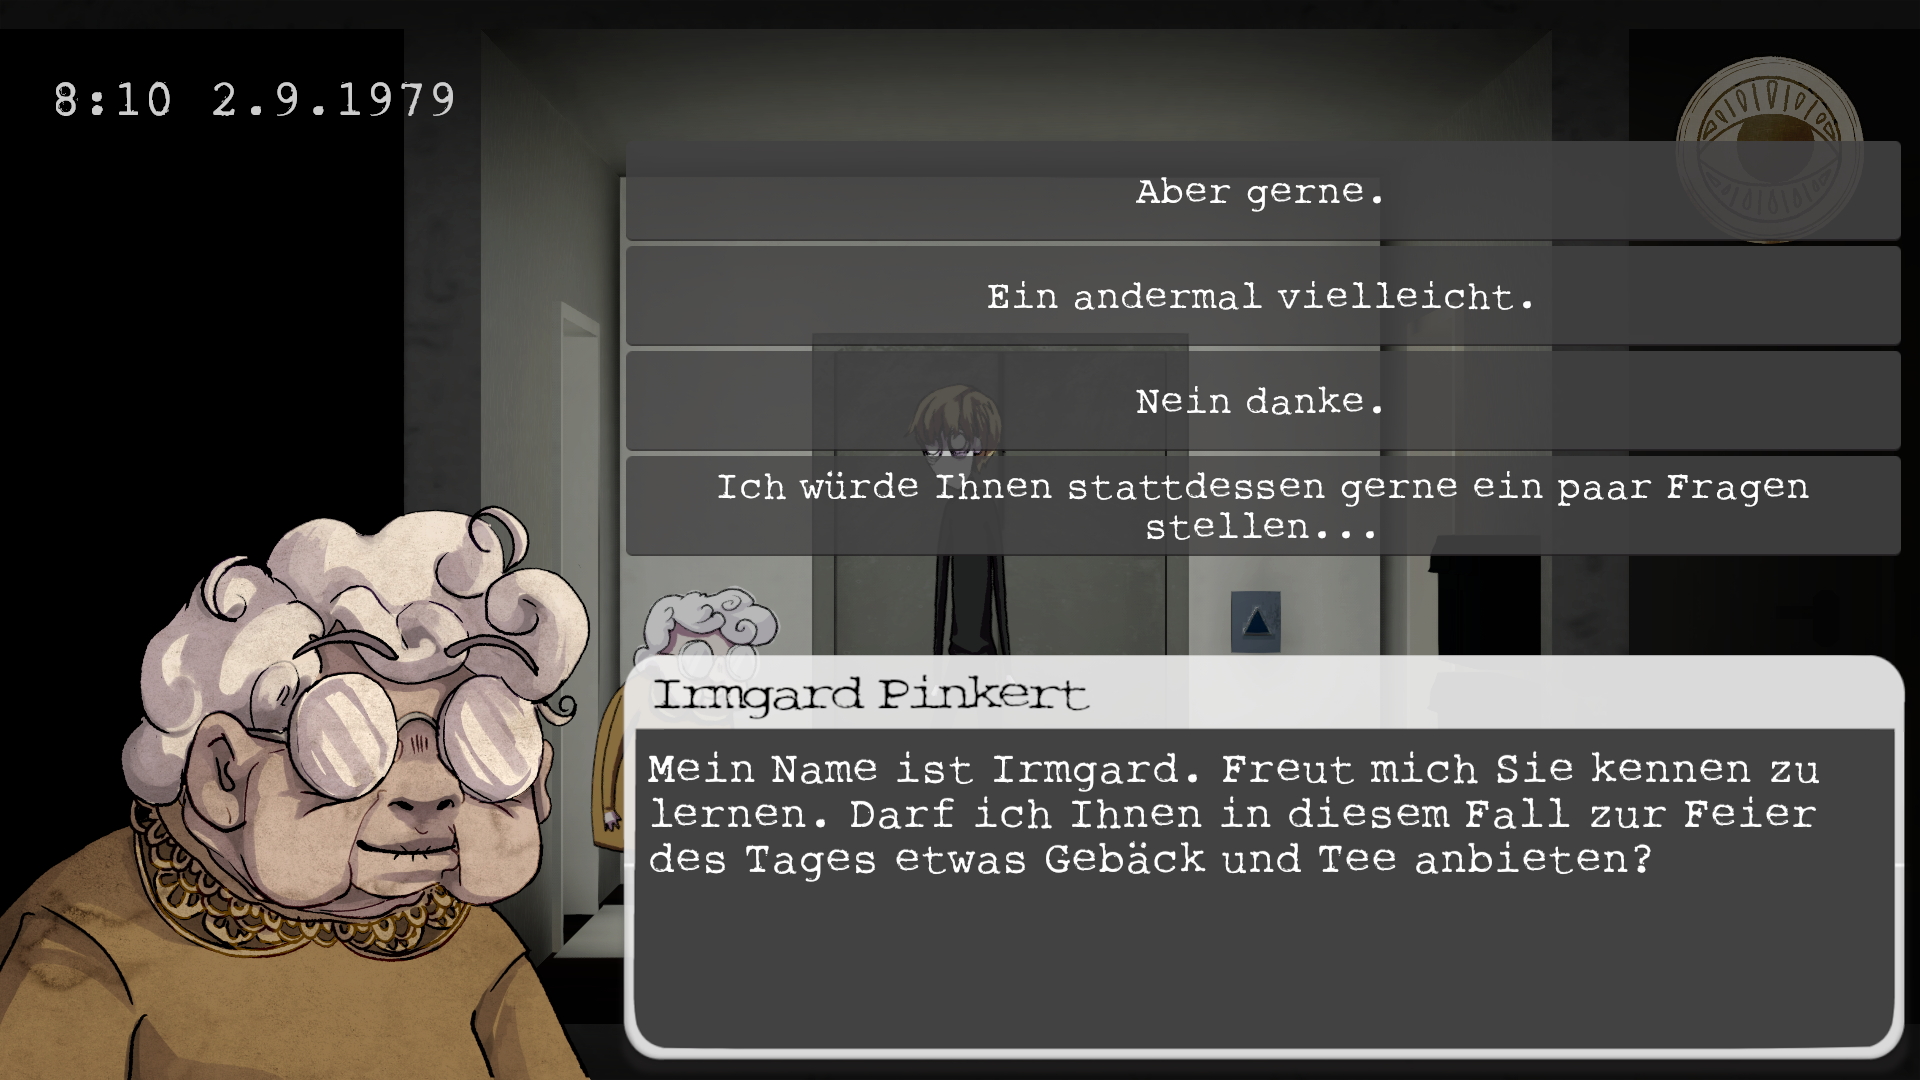 8:10 2.9.1979
Aber gerne.
Ein andermal vielleicht.
Nein danke.
Ich würde Ihnen stattdessen gerne ein paar Fragen
stellen...
Irmgard Pinkert
Mein Name ist Irmgard. Freut mich Sie kennen zu
lernen. Darf ich Ihnen in diesem Fall zur Feier
des Tages etwas Gebäck und Tee anbieten?